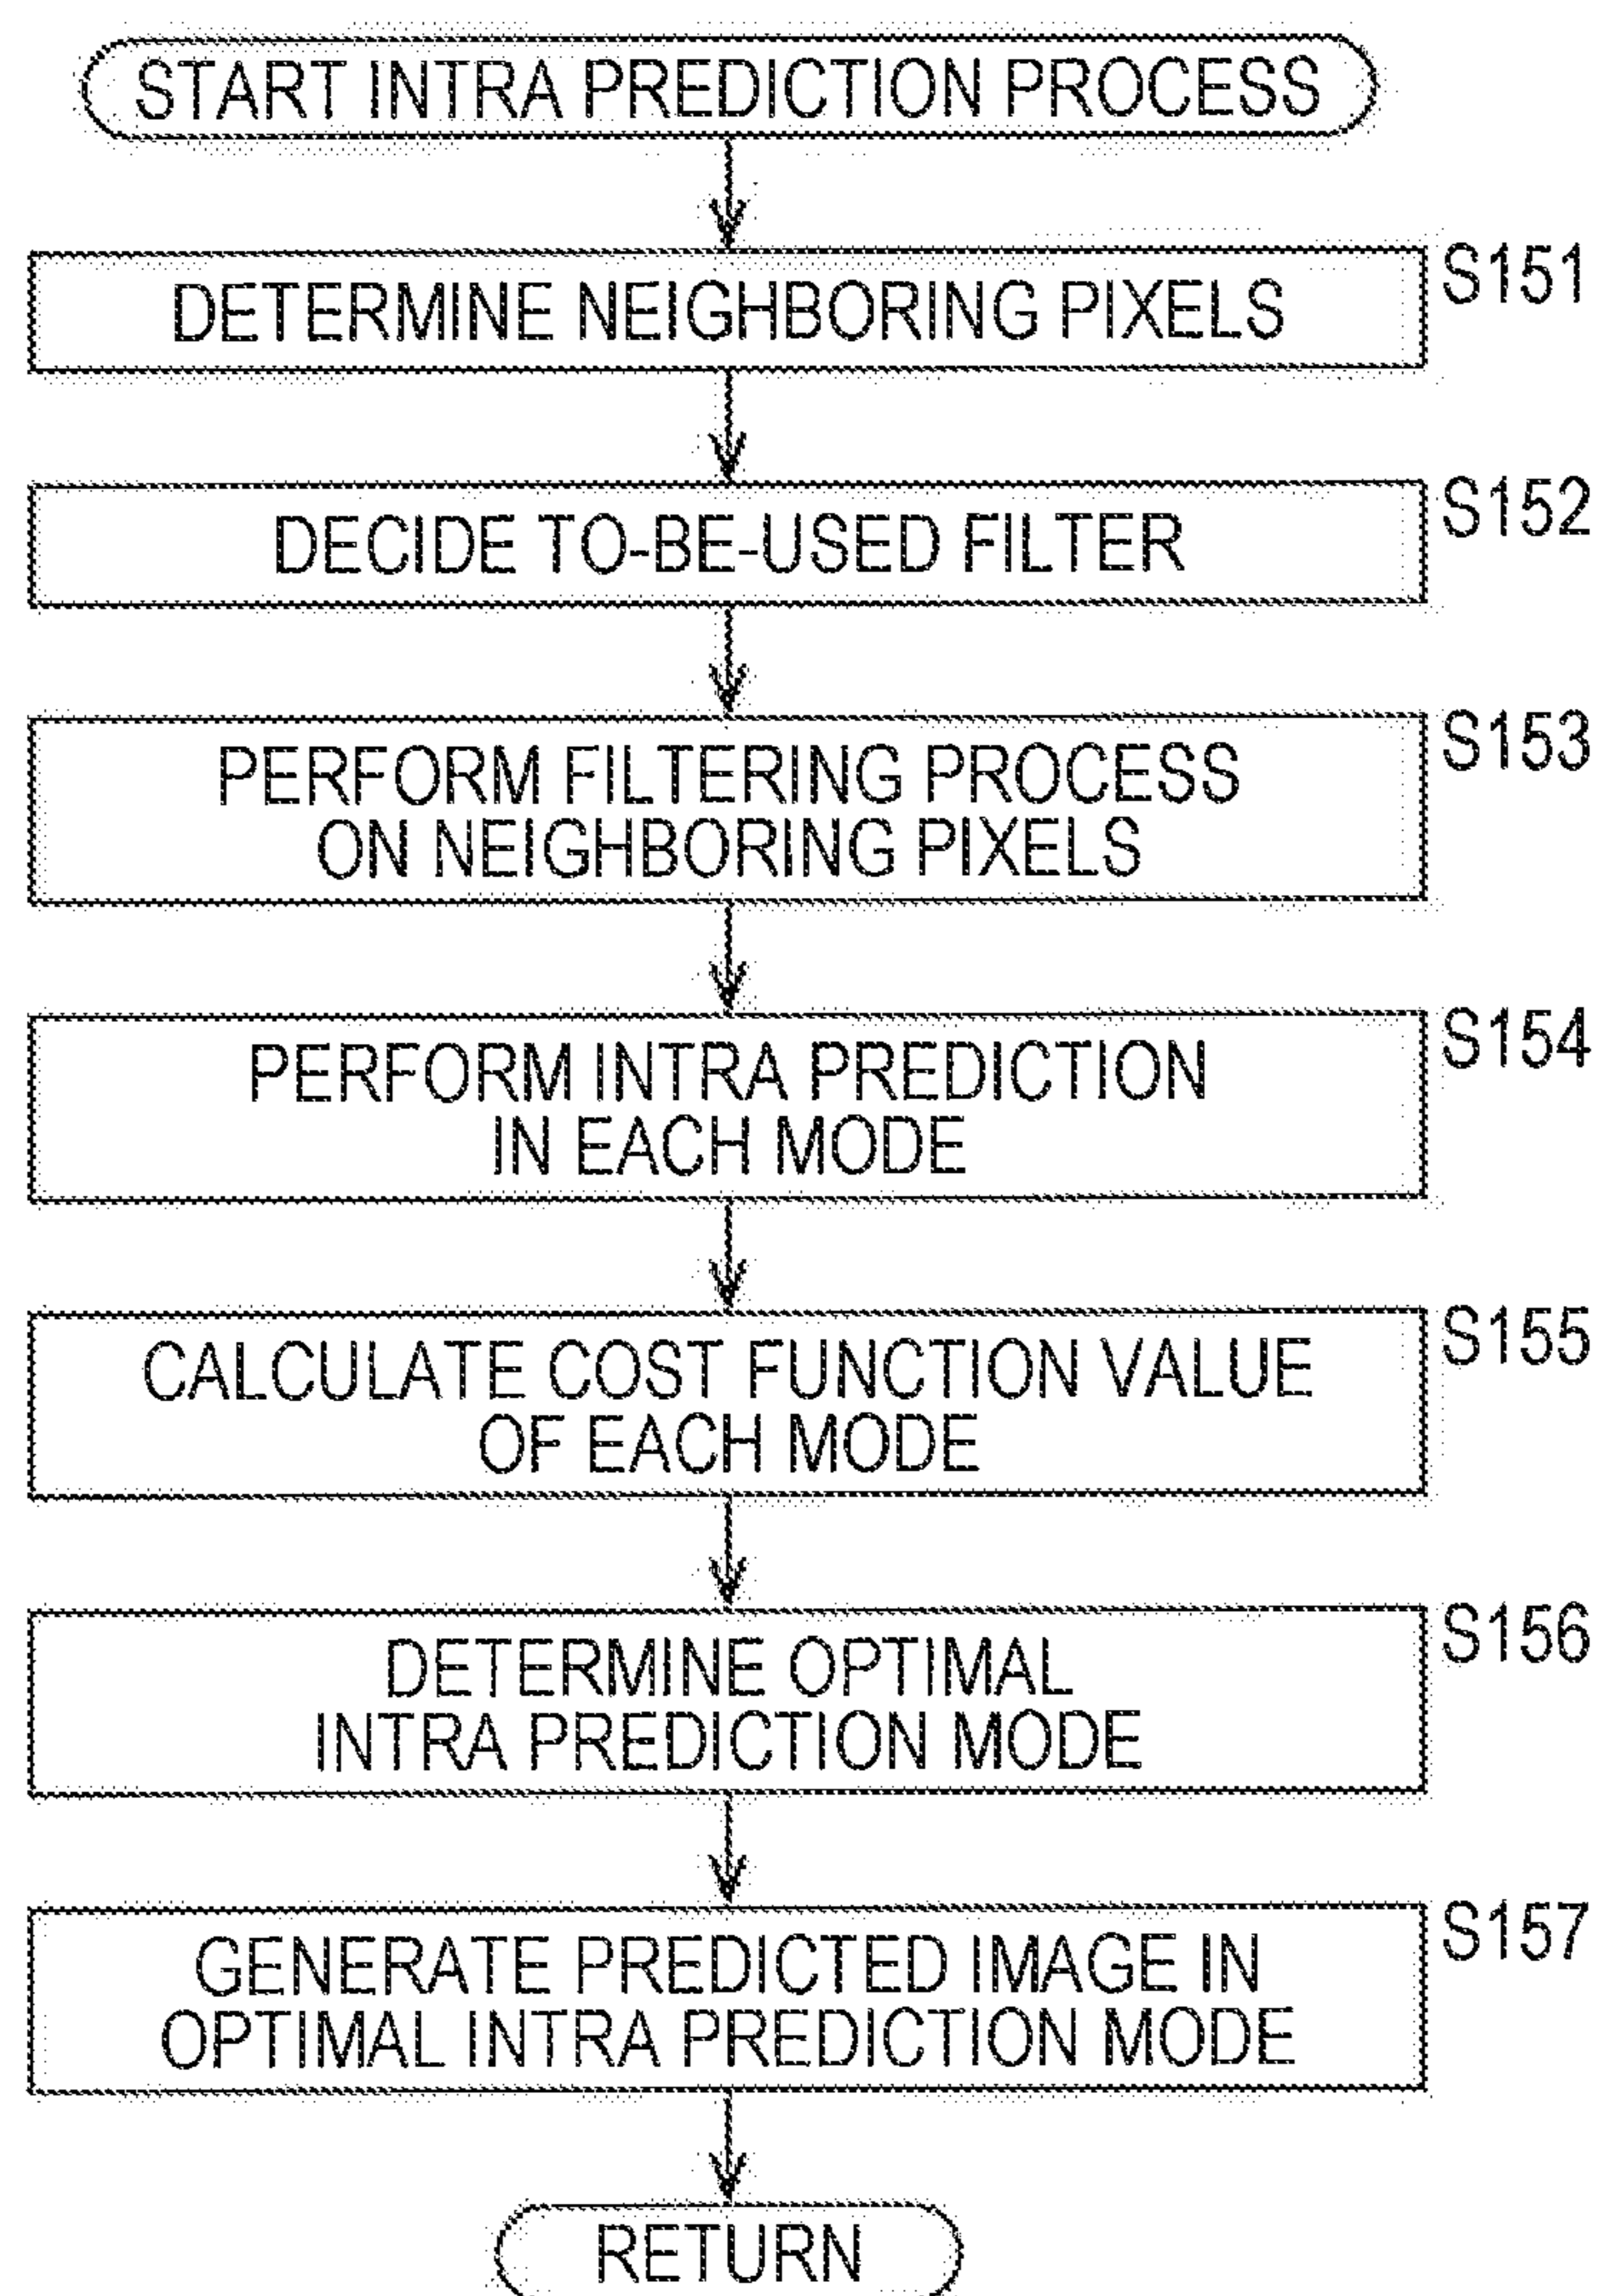 START INTRA PREDICTION PROCESS
DETERMINE NEIGHBORING PIXELS
S151
DECIDE TO-BE-USED FILTER
S152
PERFORM FILTERING PROCESS
ON NEIGHBORING PIXELS
S153
PERFORM INTRA PREDICTION
IN EACH MODE
S154
CALCULATE COST FUNCTION VALUE
OF EACH MODE
S155
DETERMINE OPTIMAL
INTRA PREDICTION MODE
S156
GENERATE PREDICTED IMAGE IN
OPTIMAL INTRA PREDICTION MODE
S157
RETURN